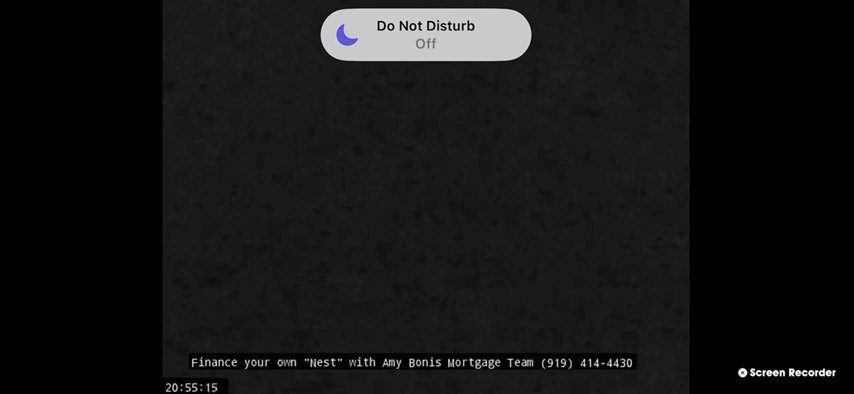 Do Not Disturb
Off
Finance your own "Nest" with Amy Bonis Mortgage Team (919) 414-4430
Screen Recorder
20:55:15